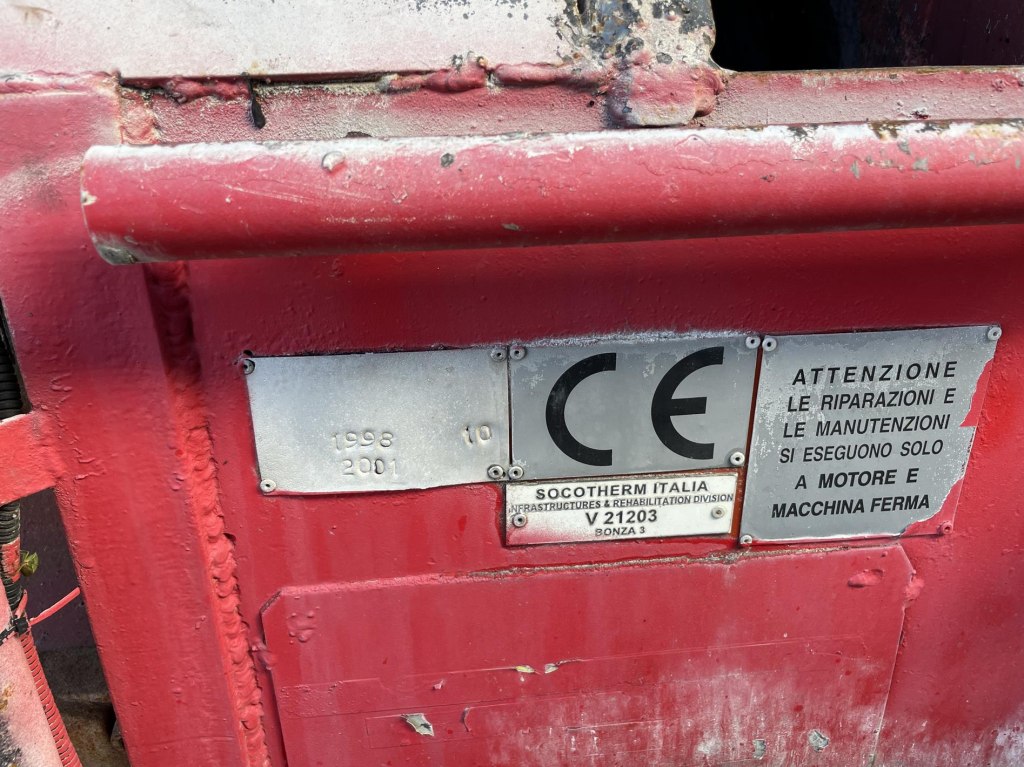 1998 10
2001
CE
SOCOTHERM ITALIA
INFRASTRUCTURES & REHABILITATION DIVISION
V 21203
BONZA 3
ATTENZIONE
LE RIPARAZIONI E
LE MANUTENZIONI
SI ESEGUONO SOLO
A MOTORE E
MACCHINA FERMA